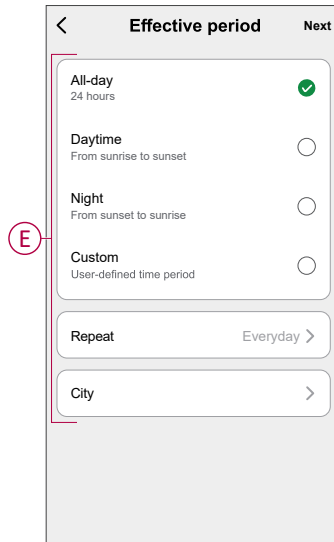 Effective period Next
All-day
24 hours
Daytime
From sunrise to sunset
Night
From sunset to sunrise
E
Custom
User-defined time period
Repeat Everyday
City